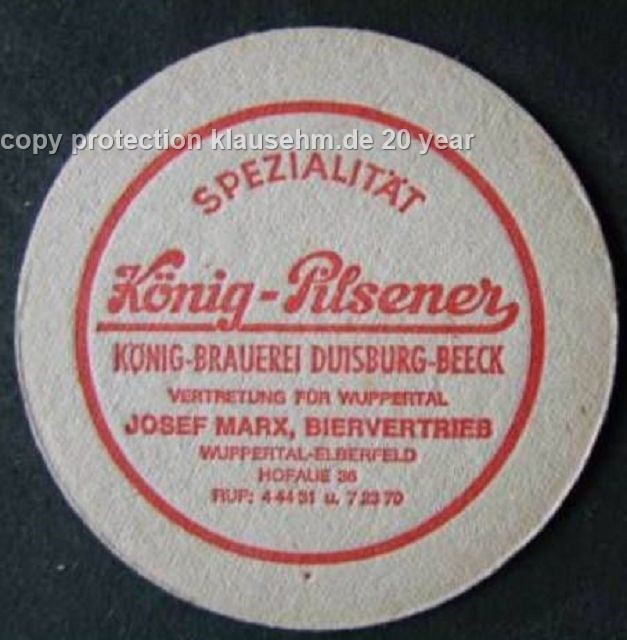 copy protection klausehm.de 20 year
SPEZIALITÄT
König-Pilsener
KÖNIG-BRAUEREI DUISBURG-BEECK
VERTRETUNG FÜR WUPPERTAL
JOSEF MARX, BIERVERTRIEB
WUPPERTAL-ELBERFELD
HOFAUE 36
RUF: 4 44 31 u. 7 23 70